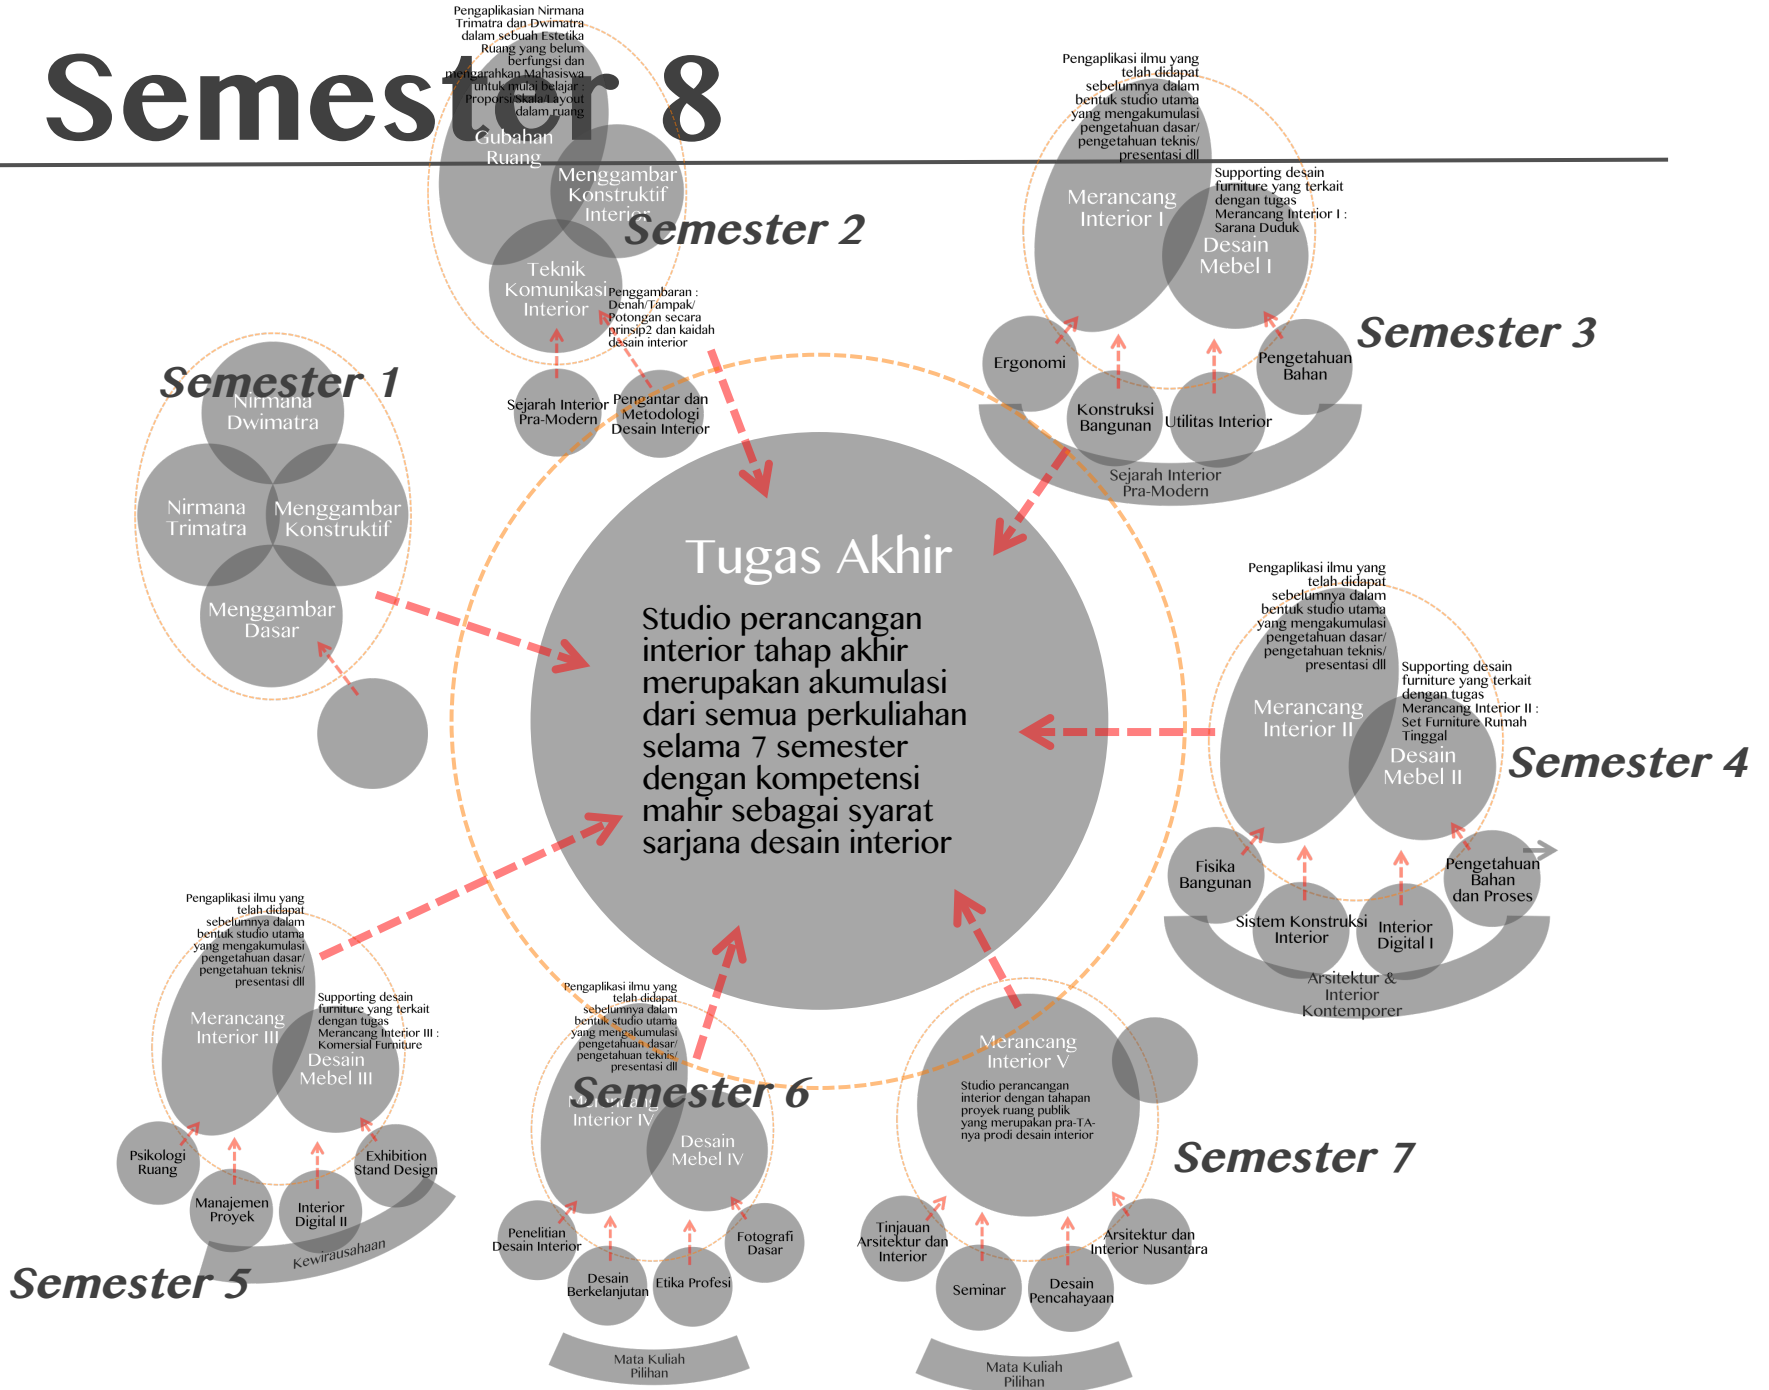 Semester 8
Pengaplikasian Nirmana
Trimatra dan Dwimatra
dalam sebuah Estetika
Ruang yang belum
berfungsi dan
mengarahkan Mahasiswa
untuk mulai belajar :
Proporsi/Skala/Layout
dalam ruang
Gubahan
Ruang
Menggambar
Konstruktif
Interior
Semester 2
Teknik
Komunikasi
Interior
Penggambaran :
Denah/Tampak/
Potongan secara
prinsip2 dan kaidah
desain interior
Sejarah Interior
Pra-Modern
Pengantar dan
Metodologi
Desain Interior
Pengaplikasi ilmu yang
telah didapat
sebelumnya dalam
bentuk studio utama
yang mengakumulasi
pengetahuan dasar/
pengetahuan teknis/
presentasi dll
Merancang
Interior I
Supporting desain
furniture yang terkait
dengan tugas
Merancang Interior I :
Sarana Duduk
Desain
Mebel I
Semester 3
Ergonomi
Konstruksi
Bangunan
Utilitas Interior
Pengetahuan
Bahan
Sejarah Interior
Pra-Modern
Semester 1
Nirmana
Dwimatra
Nirmana
Trimatra
Menggambar
Konstruktif
Menggambar
Dasar
Tugas Akhir
Studio perancangan
interior tahap akhir
merupakan akumulasi
dari semua perkuliahan
selama 7 semester
dengan kompetensi
mahir sebagai syarat
sarjana desain interior
Pengaplikasi ilmu yang
telah didapat
sebelumnya dalam
bentuk studio utama
yang mengakumulasi
pengetahuan dasar/
pengetahuan teknis/
presentasi dll
Merancang
Interior II
Supporting desain
furniture yang terkait
dengan tugas
Merancang Interior II :
Set Furniture Rumah
Tinggal
Desain
Mebel II
Semester 4
Fisika
Bangunan
Sistem Konstruksi
Interior
Interior
Digital I
Pengetahuan
Bahan
dan Proses
Arsitektur &
Interior
Kontemporer
Pengaplikasi ilmu yang
telah didapat
sebelumnya dalam
bentuk studio utama
yang mengakumulasi
pengetahuan dasar/
pengetahuan teknis/
presentasi dll
Merancang
Interior III
Supporting desain
furniture yang terkait
dengan tugas
Merancang Interior III :
Komersial Furniture
Desain
Mebel III
Psikologi
Ruang
Manajemen
Proyek
Interior
Digital II
Exhibition
Stand Design
Kewirausahaan
Semester 5
Pengaplikasi ilmu yang
telah didapat
sebelumnya dalam
bentuk studio utama
yang mengakumulasi
pengetahuan dasar/
pengetahuan teknis/
presentasi dll
Semester 6
Merancang
Interior IV
Desain
Mebel IV
Penelitian
Desain Interior
Desain
Berkelanjutan
Etika Profesi
Fotografi
Dasar
Mata Kuliah
Pilihan
Merancang
Interior V
Studio perancangan
interior dengan tahapan
proyek ruang publik
yang merupakan pra-TA-
nya prodi desain interior
Semester 7
Tinjauan
Arsitektur dan
Interior
Seminar
Desain
Pencahayaan
Arsitektur dan
Interior Nusantara
Mata Kuliah
Pilihan